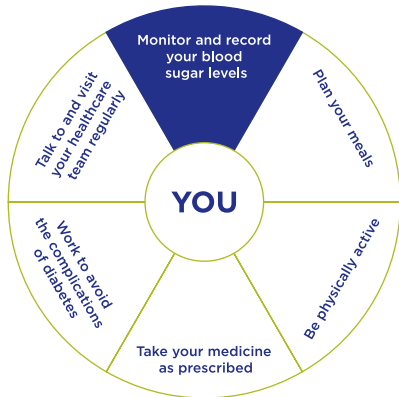 Monitor and record
your blood
sugar levels
Plan your meals
Be physically active
Take your medicine
as prescribed
Work to avoid
the complications
of diabetes
Talk to and visit
your healthcare
team regularly
YOU